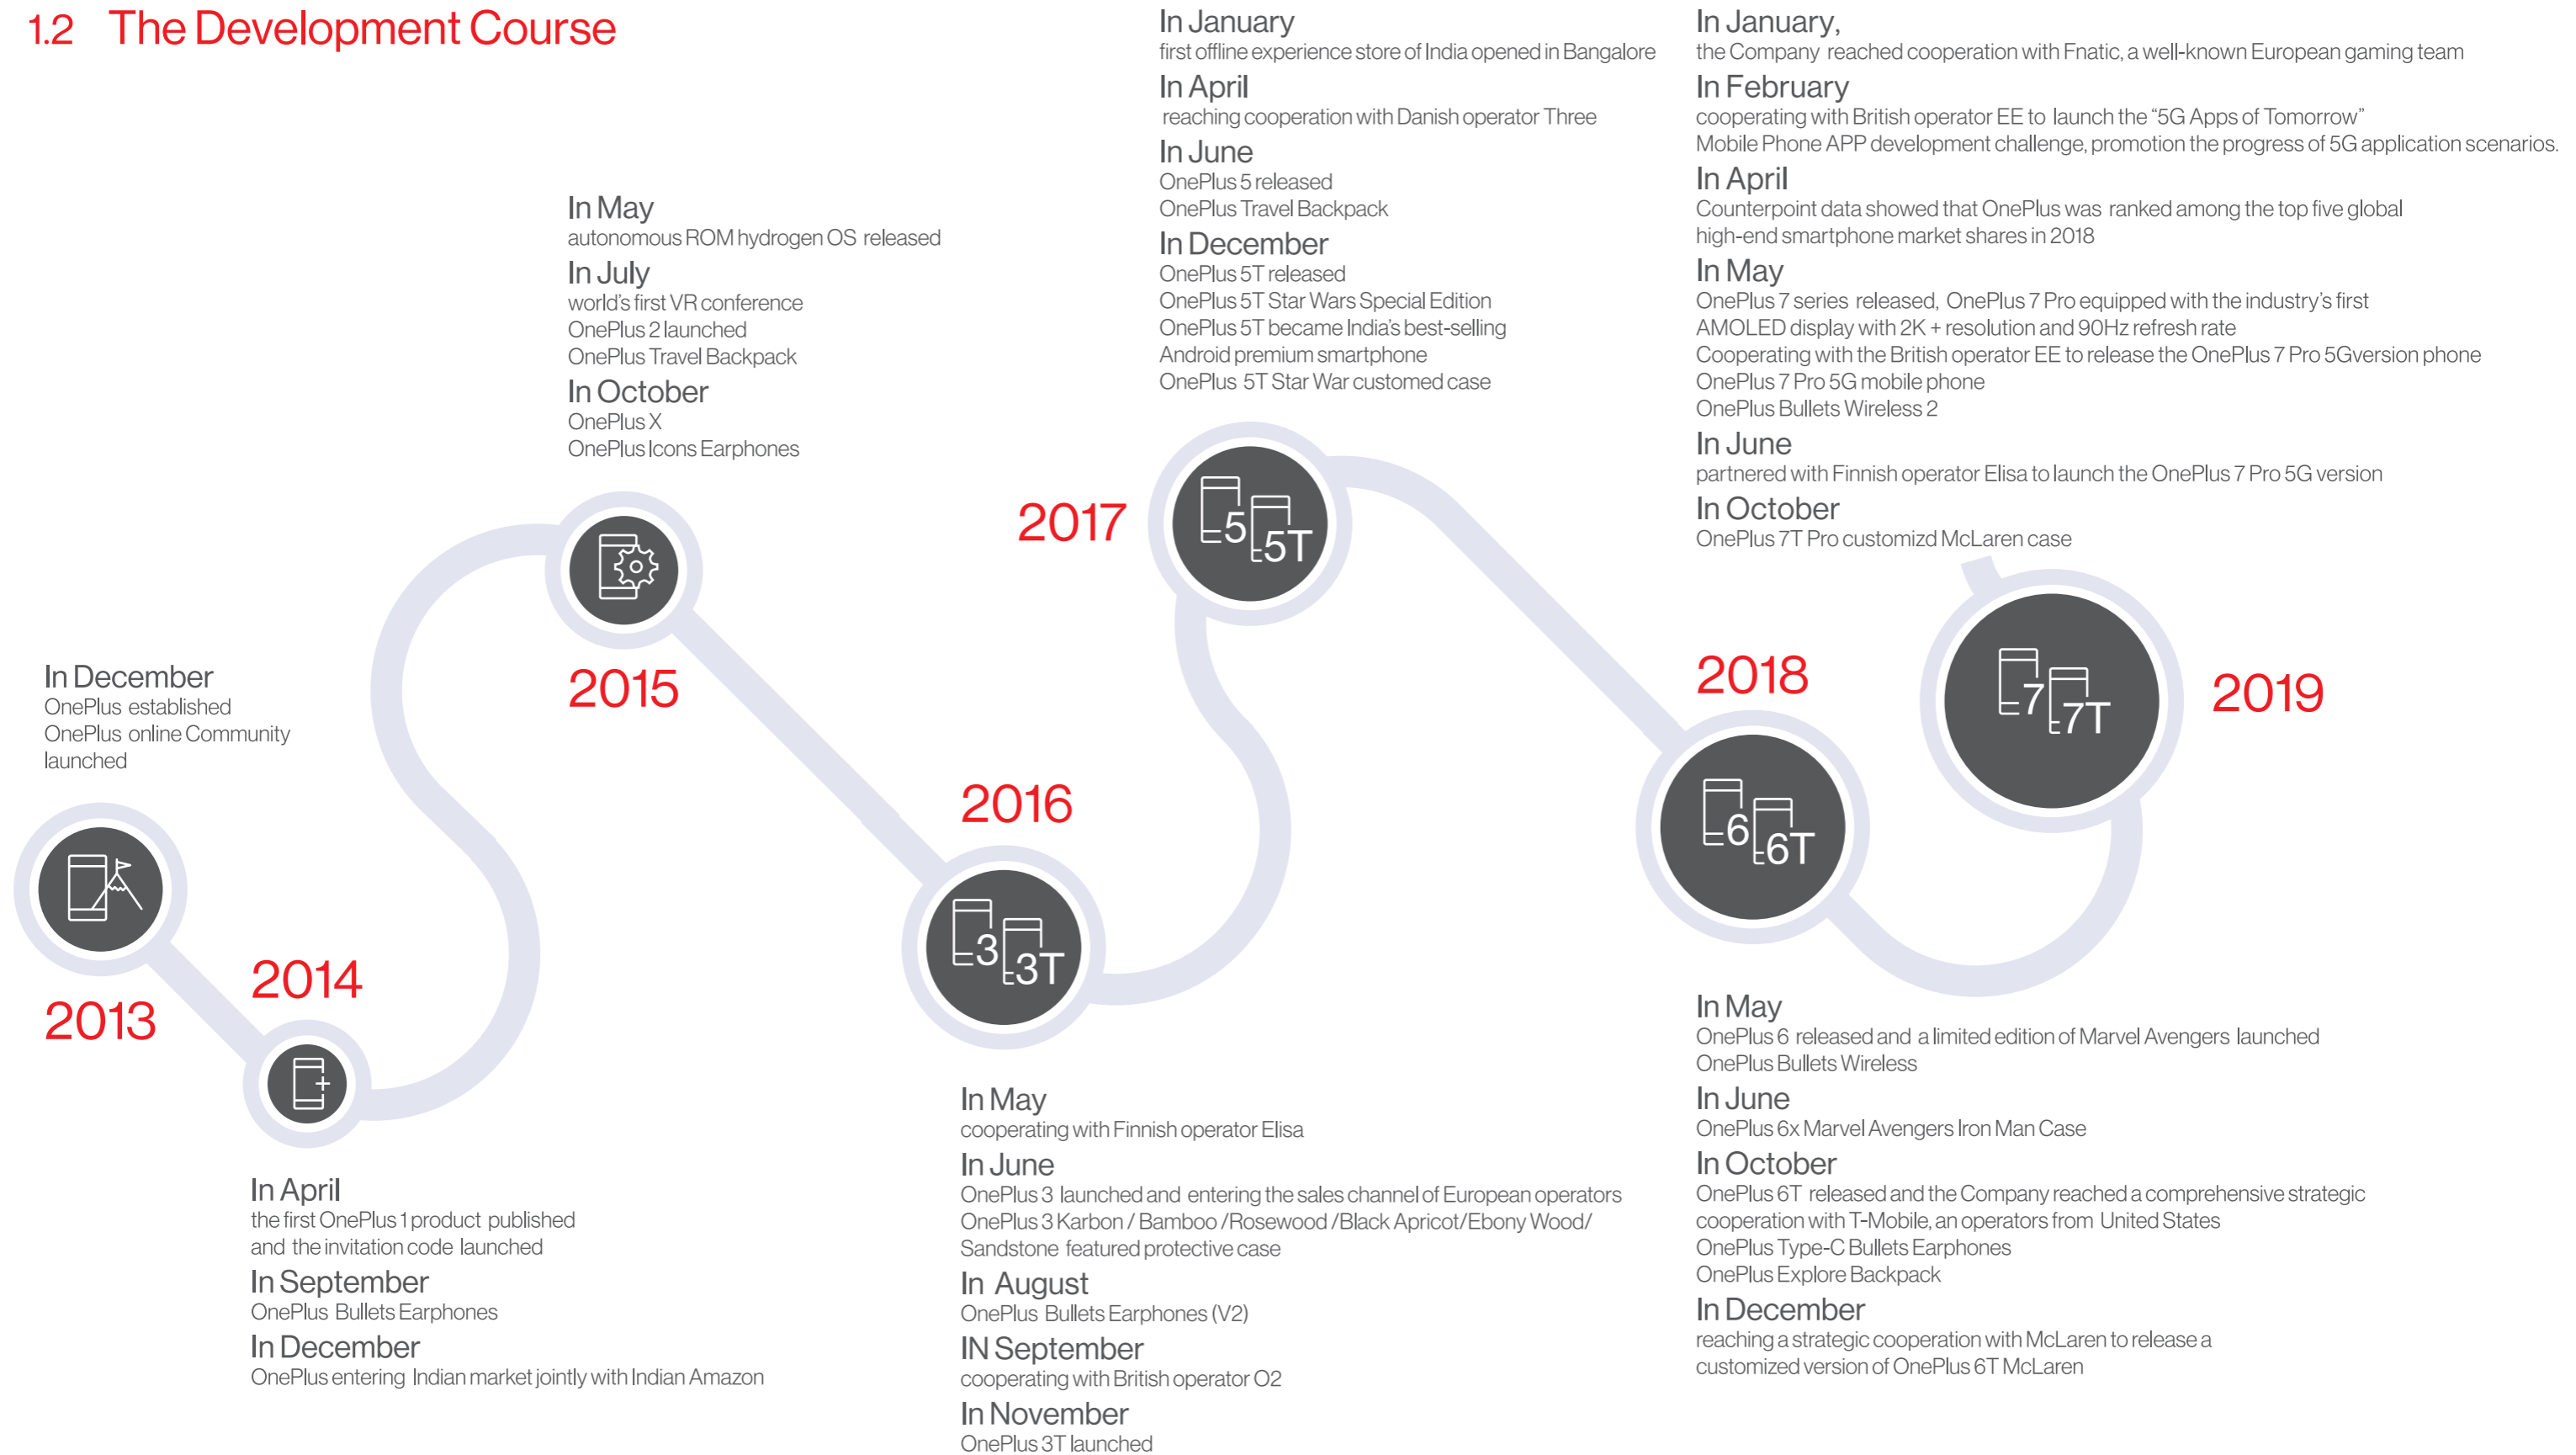 1.2 The Development Course
In December
OnePlus established
OnePlus online Community
launched
2013
2014
In April
the first OnePlus 1 product published
and the invitation code launched
In September
OnePlus Bullets Earphones
In December
OnePlus entering Indian market jointly with Indian Amazon
In May
autonomous ROM hydrogen OS released
In July
world's first VR conference
OnePlus 2 launched
OnePlus Travel Backpack
In October
OnePlus X
OnePlus Icons Earphones
2015
2016
3
3T
In May
cooperating with Finnish operator Elisa
In June
OnePlus 3 launched and entering the sales channel of European operators
OnePlus 3 Karbon / Bamboo /Rosewood /Black Apricot/Ebony Wood/
Sandstone featured protective case
In August
OnePlus Bullets Earphones (V2)
IN September
cooperating with British operator O2
In November
OnePlus 3T launched
In January
first offline experience store of India opened in Bangalore
In April
reaching cooperation with Danish operator Three
In June
OnePlus 5 released
OnePlus Travel Backpack
In December
OnePlus 5T released
OnePlus 5T Star Wars Special Edition
OnePlus 5T became India's best-selling
Android premium smartphone
OnePlus 5T Star War customed case
2017
5
5T
2018
6
6T
In May
OnePlus 6 released and a limited edition of Marvel Avengers launched
OnePlus Bullets Wireless
In June
OnePlus 6x Marvel Avengers Iron Man Case
In October
OnePlus 6T released and the Company reached a comprehensive strategic
cooperation with T-Mobile, an operators from United States
OnePlus Type-C Bullets Earphones
OnePlus Explore Backpack
In December
reaching a strategic cooperation with McLaren to release a
customized version of OnePlus 6T McLaren
In January,
the Company reached cooperation with Fnatic, a well-known European gaming team
In February
cooperating with British operator EE to launch the “5G Apps of Tomorrow”
Mobile Phone APP development challenge, promotion the progress of 5G application scenarios.
In April
Counterpoint data showed that OnePlus was ranked among the top five global
high-end smartphone market shares in 2018
In May
OnePlus 7 series released, OnePlus 7 Pro equipped with the industry's first
AMOLED display with 2K + resolution and 90Hz refresh rate
Cooperating with the British operator EE to release the OnePlus 7 Pro 5Gversion phone
OnePlus 7 Pro 5G mobile phone
OnePlus Bullets Wireless 2
In June
partnered with Finnish operator Elisa to launch the OnePlus 7 Pro 5G version
In October
OnePlus 7T Pro customizd McLaren case
7
7T
2019